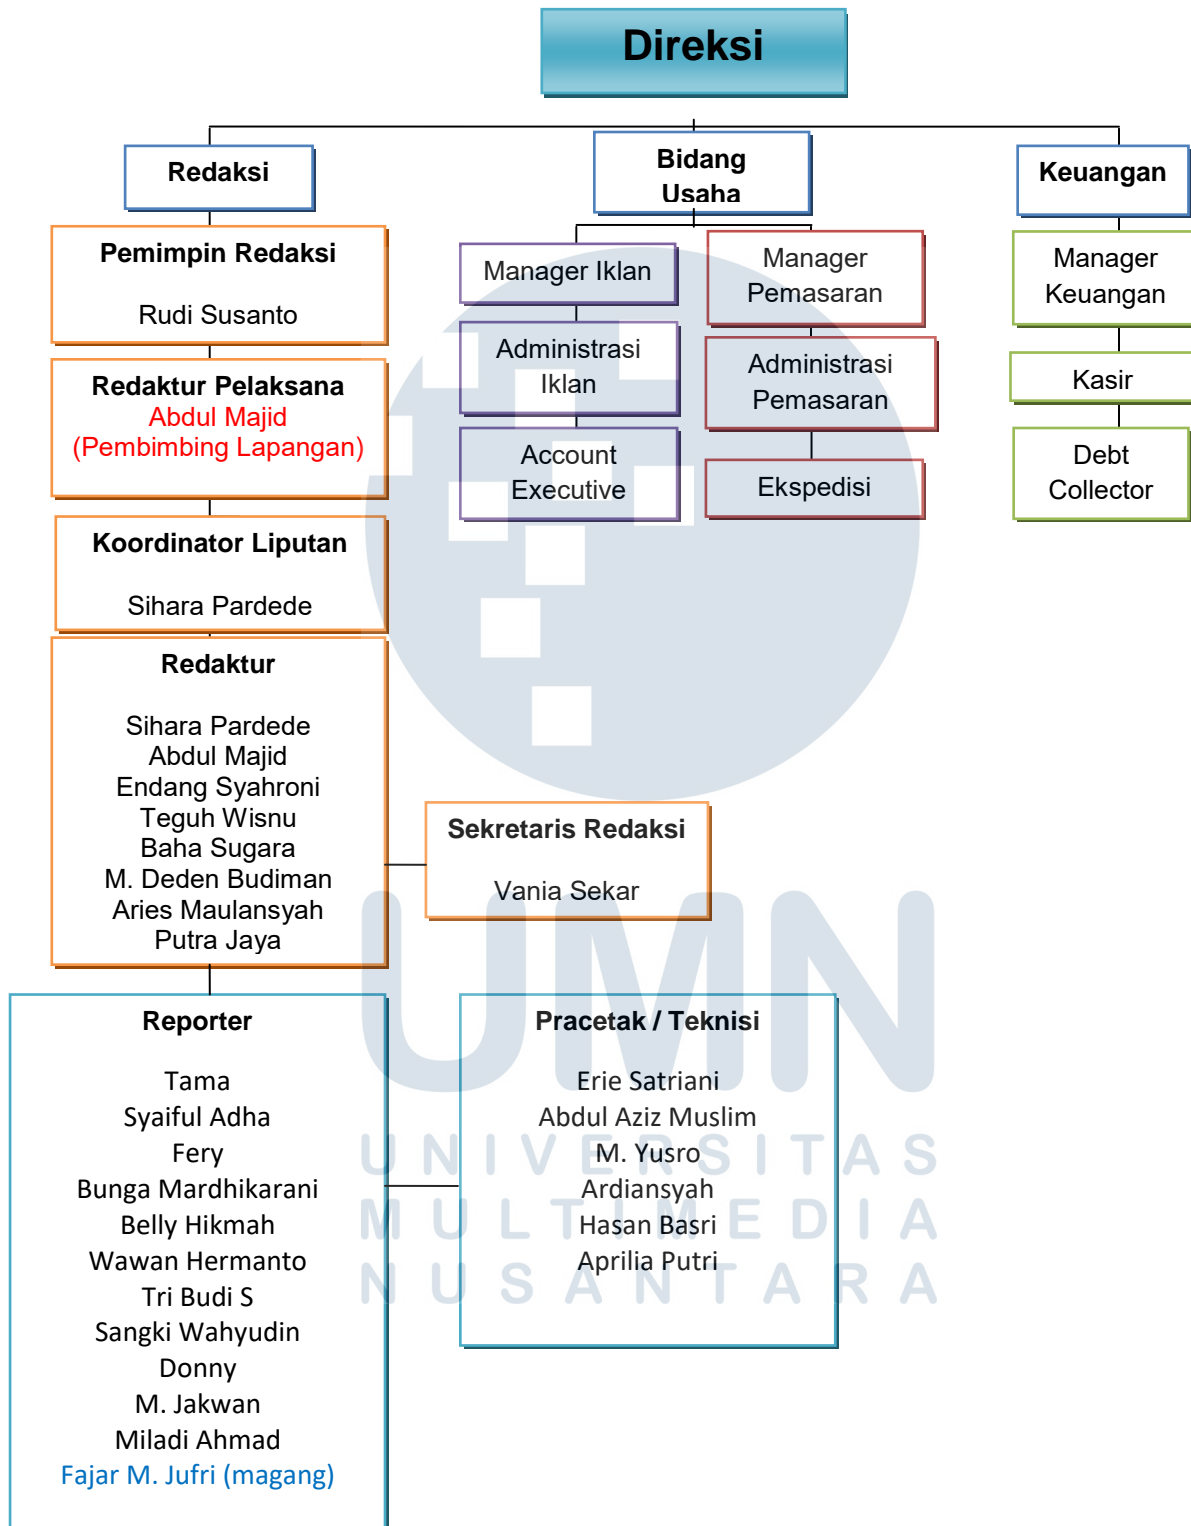 Direksi
Redaksi
Bidang
Usaha
Keuangan
Pemimpin Redaksi
Rudi Susanto
Manager Iklan
Manager
Pemasaran
Manager
Keuangan
Redaktur Pelaksana
Abdul Majid
(Pembimbing Lapangan)
Administrasi
Iklan
Administrasi
Pemasaran
Kasir
Account
Executive
Ekspedisi
Debt
Collector
Koordinator Liputan
Sihara Pardede
Redaktur
Sihara Pardede
Abdul Majid
Endang Syahroni
Teguh Wisnu
Baha Sugara
M. Deden Budiman
Aries Maulansyah
Putra Jaya
Sekretaris Redaksi
Vania Sekar
Reporter
Tama
Syaiful Adha
Fery
Bunga Mardhikarani
Belly Hikmah
Wawan Hermanto
Tri Budi S
Sangki Wahyudin
Donny
M. Jakwan
Miladi Ahmad
Fajar M. Jufri (magang)
Pracetak / Teknisi
Erie Satriani
Abdul Aziz Muslim
M. Yusro
Ardiansyah
Hasan Basri
Aprilia Putri
UMN
UNIVERSITAS
MULTIMEDIA
NUSANTARA